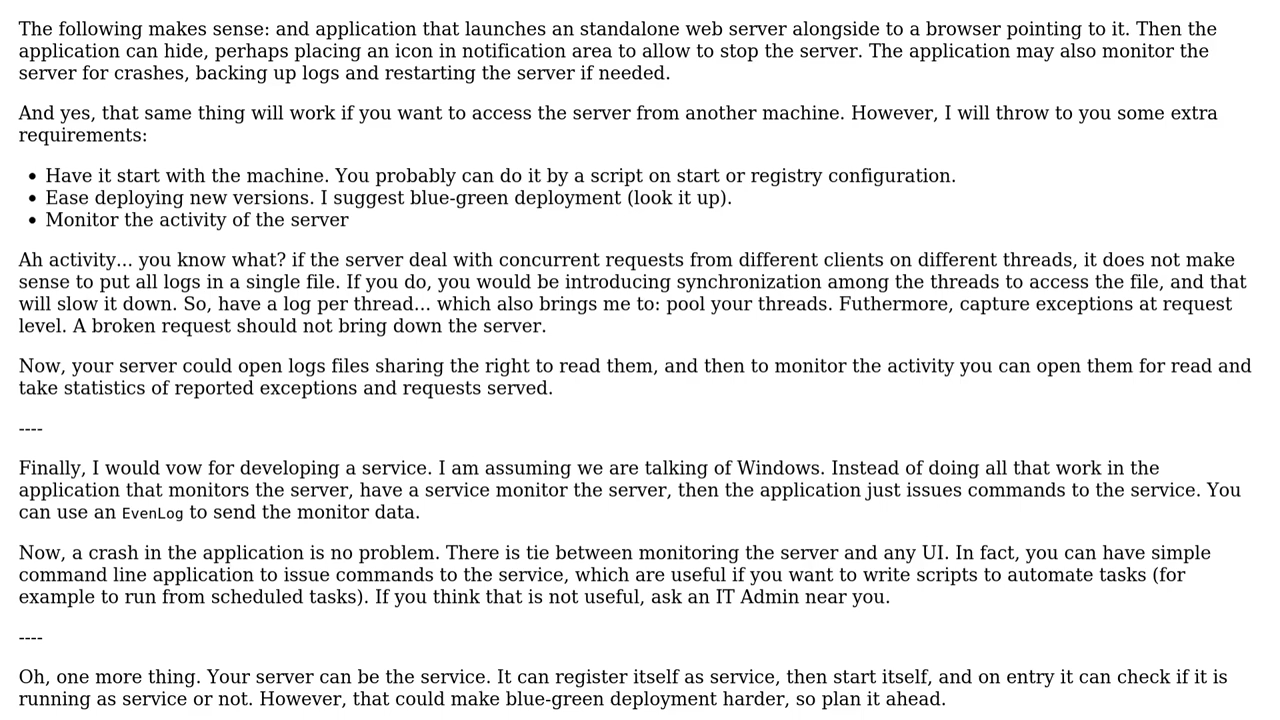 The following makes sense: and application that launches an standalone web server alongside to a browser pointing to it. Then the
application can hide, perhaps placing an icon in notification area to allow to stop the server. The application may also monitor the
server for crashes, backing up logs and restarting the server if needed.
And yes, that same thing will work if you want to access the server from another machine. However, I will throw to you some extra
requirements:
• Have it start with the machine. You probably can do it by a script on start or registry configuration.
• Ease deploying new versions. I suggest blue-green deployment (look it up).
• Monitor the activity of the server
Ah activity... you know what? if the server deal with concurrent requests from different clients on different threads, it does not make
sense to put all logs in a single file. If you do, you would be introducing synchronization among the threads to access the file, and that
will slow it down. So, have a log per thread... which also brings me to: pool your threads. Futhermore, capture exceptions at request
level. A broken request should not bring down the server.
Now, your server could open logs files sharing the right to read them, and then to monitor the activity you can open them for read and
take statistics of reported exceptions and requests served.
----
Finally, I would vow for developing a service. I am assuming we are talking of Windows. Instead of doing all that work in the
application that monitors the server, have a service monitor the server, then the application just issues commands to the service. You
can use an EvenLog to send the monitor data.
Now, a crash in the application is no problem. There is tie between monitoring the server and any UI. In fact, you can have simple
command line application to issue commands to the service, which are useful if you want to write scripts to automate tasks (for
example to run from scheduled tasks). If you think that is not useful, ask an IT Admin near you.
----
Oh, one more thing. Your server can be the service. It can register itself as service, then start itself, and on entry it can check if it is
running as service or not. However, that could make blue-green deployment harder, so plan it ahead.